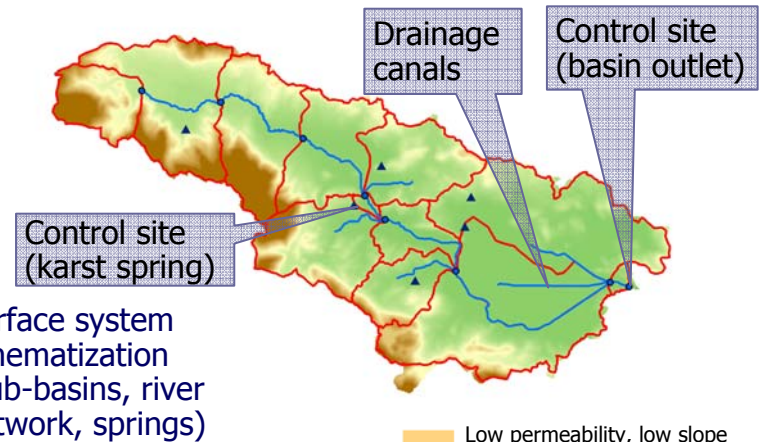 Drainage
canals
Control site
(basin outlet)
Control site
(karst spring)
rface system
ematization
ub-basins, river
twork, springs)
Low permeability, low slope